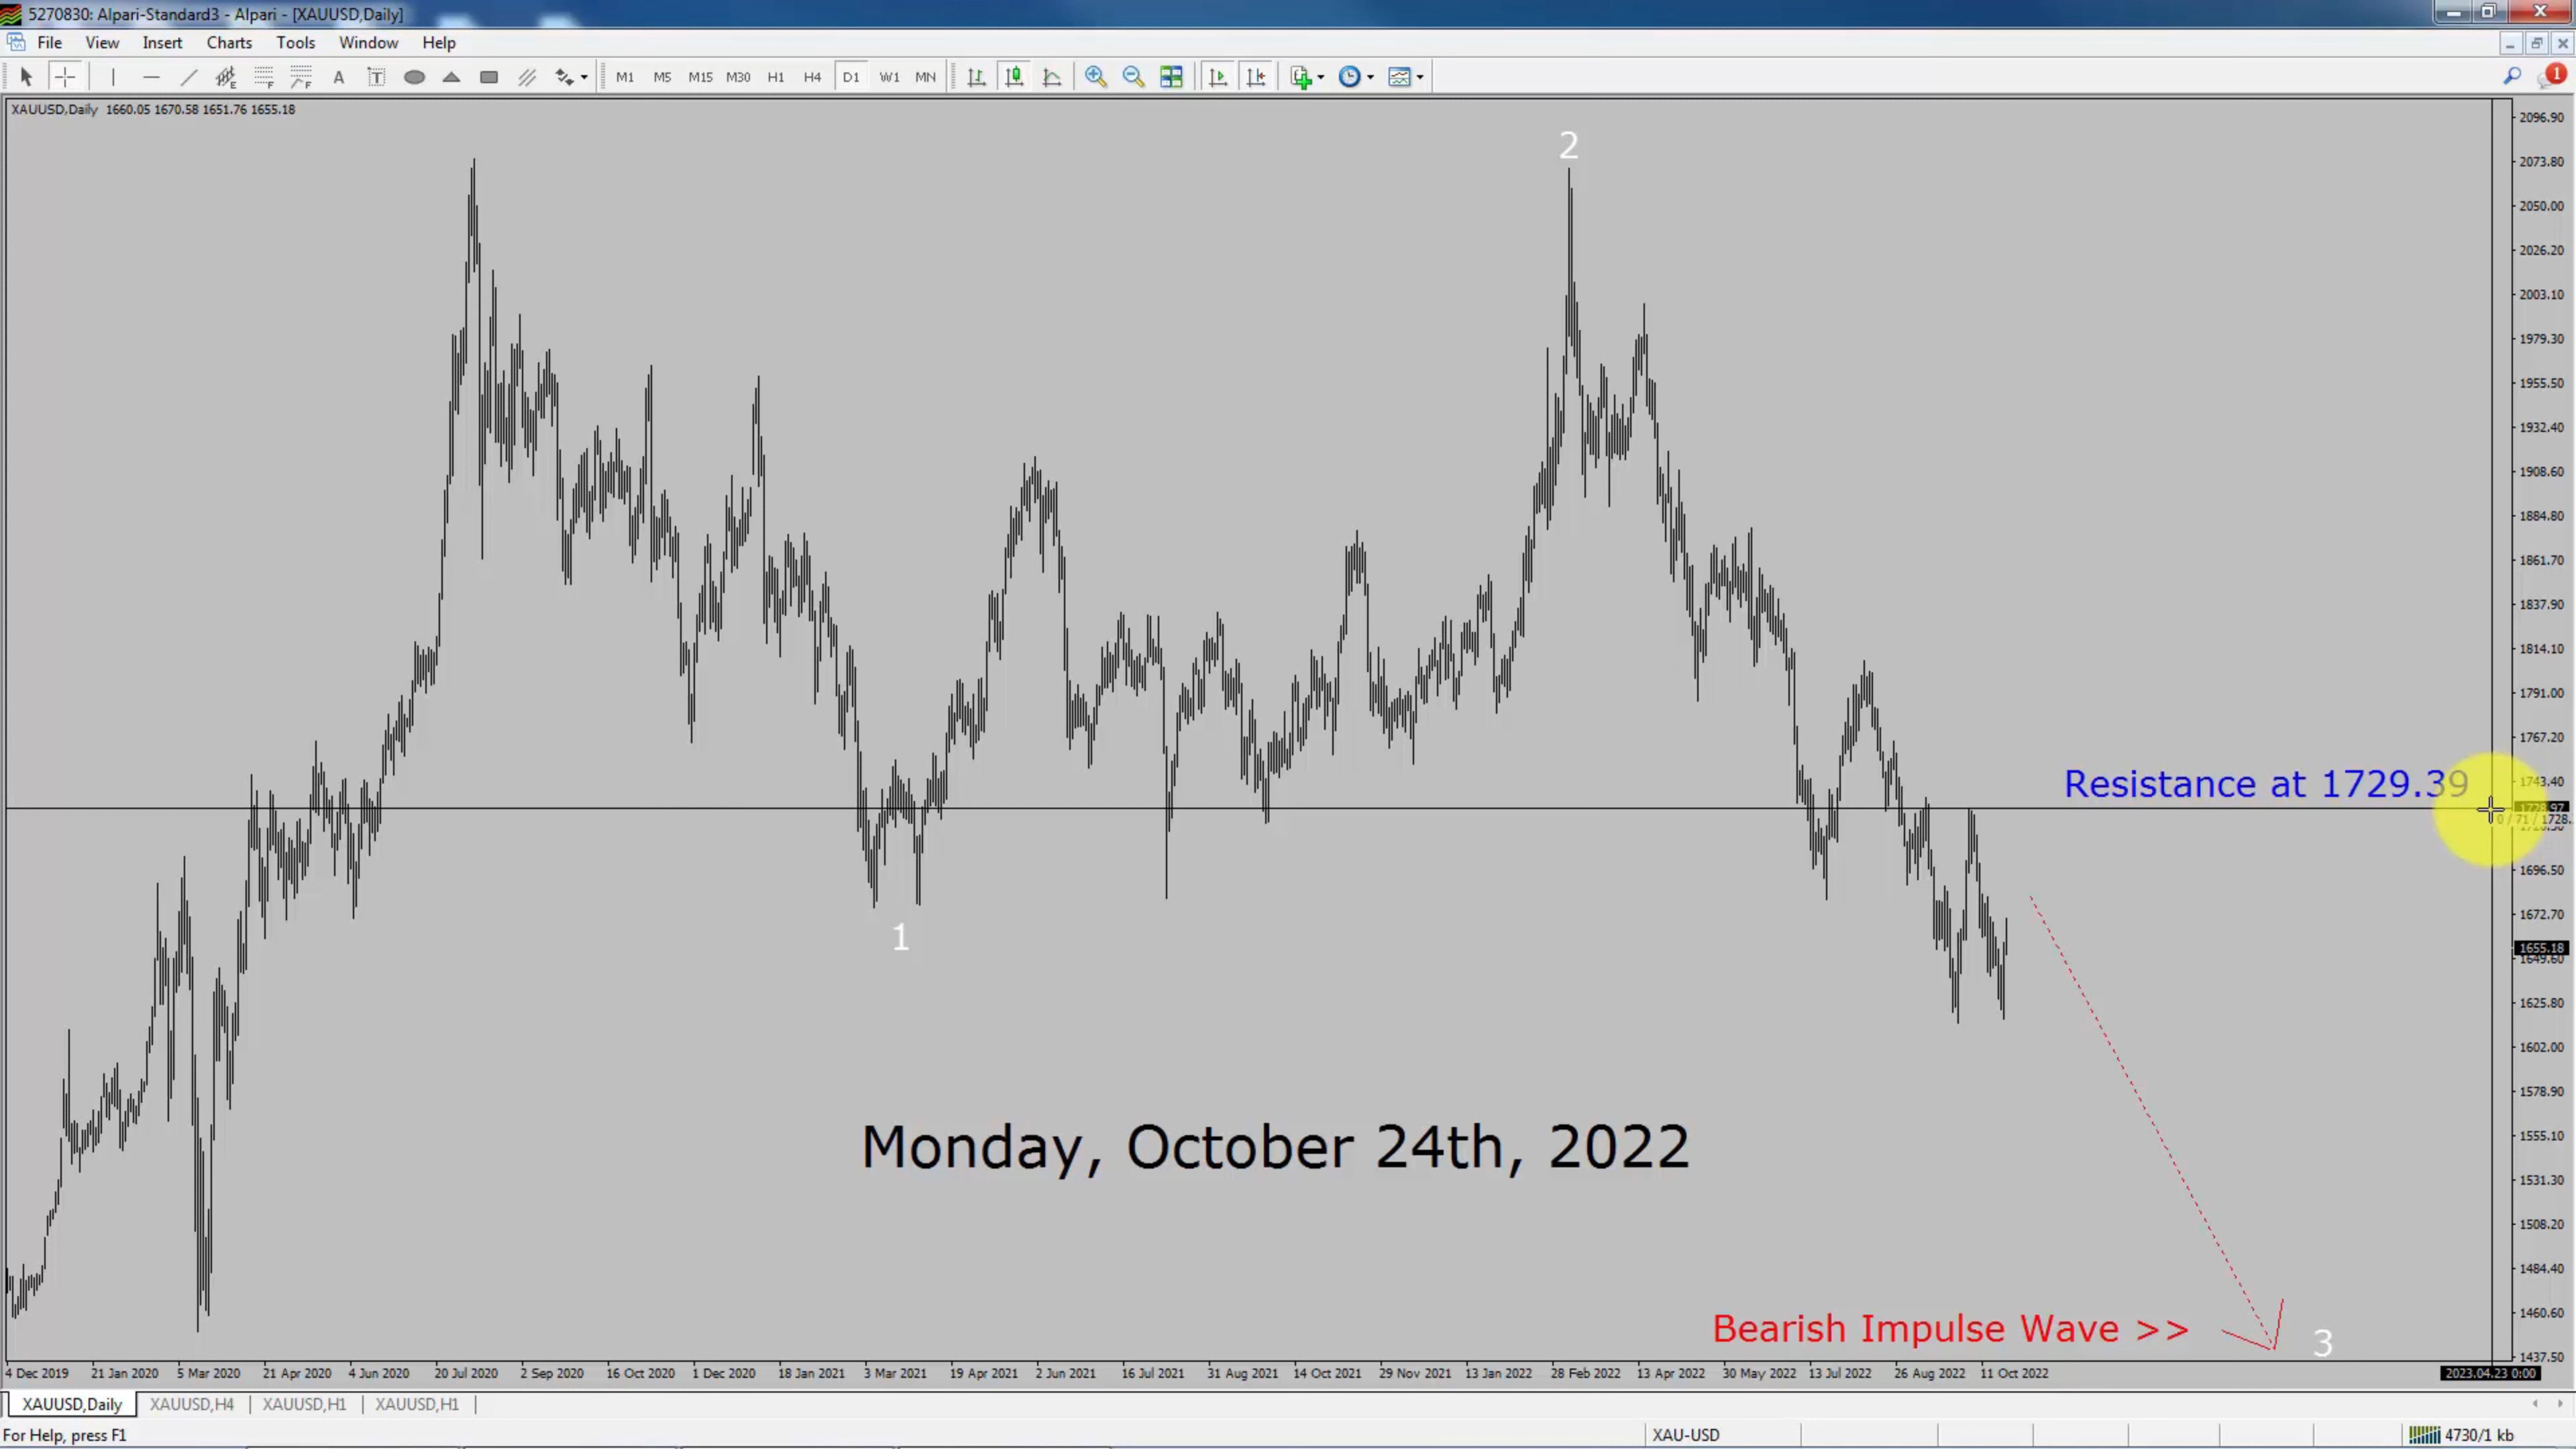 5270830: Alpari-Standard3 - Alpari - [XAUUSD,Daily]
File View Insert Charts Tools Window Help
A T M1 M5 M15 M30 H1 H4 D1 W1 MN 1
XAUUSD,Daily 1660.05 1670.58 1651.76 1655.18
2096.90
2
2073.80
2050.00
2026.20
2003.10
1979.30
1955.50
1932.40
1908.60
1884.80
1861.70
1837.90
1814.10
1791.00
1767.20
Resistance at 1729.39
1743.40
0 / 71 / 1728.
1696.50
1672.70
1
1655.18
1649.60
1625.80
1602.00
1578.90
Monday, October 24th, 2022
1555.10
1531.30
1508.20
1484.40
1460.60
Bearish Impulse Wave >> 3
1437.50
4 Dec 2019 21 Jan 2020 5 Mar 2020 21 Apr 2020 4 Jun 2020 20 Jul 2020 2 Sep 2020 16 Oct 2020 1 Dec 2020 18 Jan 2021 3 Mar 2021 19 Apr 2021 2 Jun 2021 16 Jul 2021 31 Aug 2021 14 Oct 2021 29 Nov 2021 13 Jan 2022 28 Feb 2022 13 Apr 2022 30 May 2022 13 Jul 2022 26 Aug 2022 11 Oct 2022 2023.04.23 0:00
XAUUSD,Daily XAUUSD,H4 XAUUSD,H1 XAUUSD,H1
For Help, press F1 XAU-USD 4730/1 kb